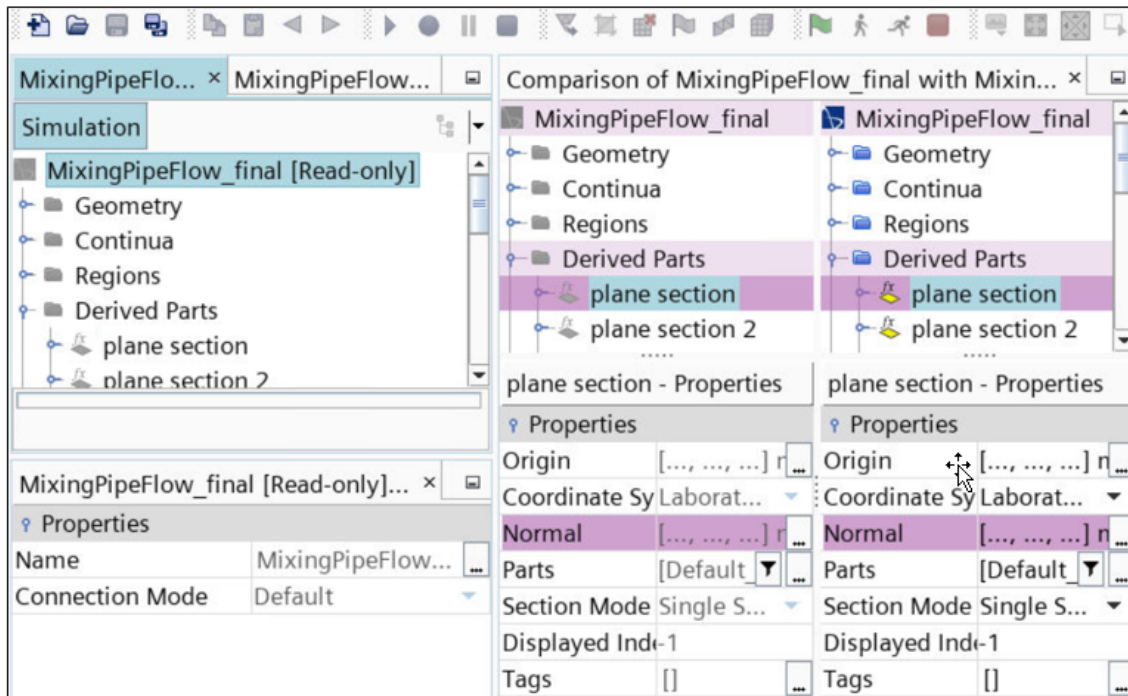 MixingPipeFlo... × MixingPipeFlow...
Simulation
MixingPipeFlow_final [Read-only]
Geometry
Continua
Regions
Derived Parts
plane section
plane section 2
MixingPipeFlow_final [Read-only]... ×
Properties
Name MixingPipeFlow... ...
Connection Mode Default
Comparison of MixingPipeFlow_final with Mixin... ×
MixingPipeFlow_final
Geometry
Continua
Regions
Derived Parts
plane section
plane section 2
plane section - Properties
Properties
Origin [..., ..., ...] ...
Coordinate Sy Laborat...
Normal [..., ..., ...] ...
Parts [Default_ ...
Section Mode Single S...
Displayed Inde -1
Tags [] ...
MixingPipeFlow_final
Geometry
Continua
Regions
Derived Parts
plane section
plane section 2
plane section - Properties
Properties
Origin [..., ..., ...] ...
Coordinate Sy Laborat...
Normal [..., ..., ...] ...
Parts [Default_ ...
Section Mode Single S...
Displayed Inde -1
Tags [] ...